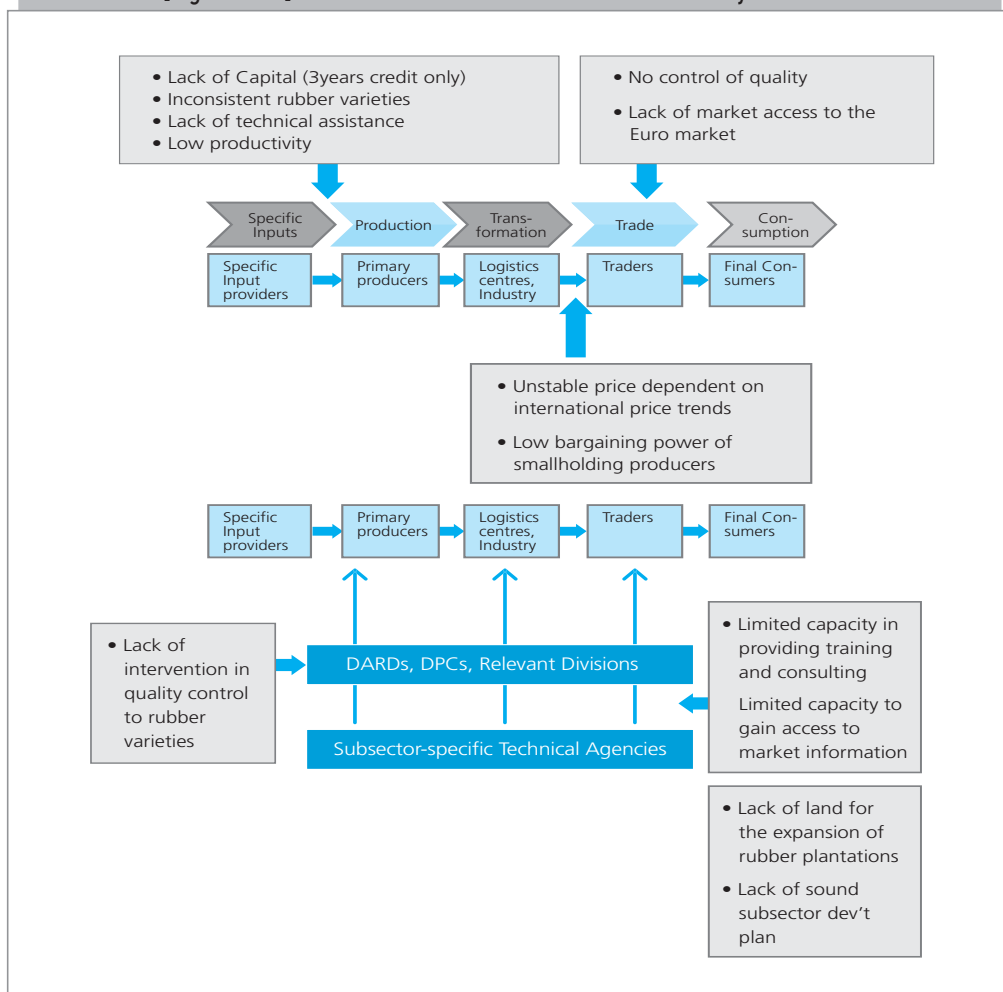 • Lack of Capital (3years credit only)
• Inconsistent rubber varieties
• Lack of technical assistance
• Low productivity
• No control of quality
• Lack of market access to the
Euro market
Specific
Inputs
Production
Trans-
formation
Trade
Con-
sumption
Specific
Input
providers
Primary
producers
Logistics
centres,
Industry
Traders
Final Con-
sumers
• Unstable price dependent on
international price trends
• Low bargaining power of
smallholding producers
Specific
Input
providers
Primary
producers
Logistics
centres,
Industry
Traders
Final Con-
sumers
• Lack of
intervention in
quality control
to rubber
varieties
DARDs, DPCs, Relevant Divisions
Subsector-specific Technical Agencies
• Limited capacity in
providing training
and consulting
Limited capacity to
gain access to
market information
• Lack of land for
the expansion of
rubber plantations
• Lack of sound
subsector dev’t
plan